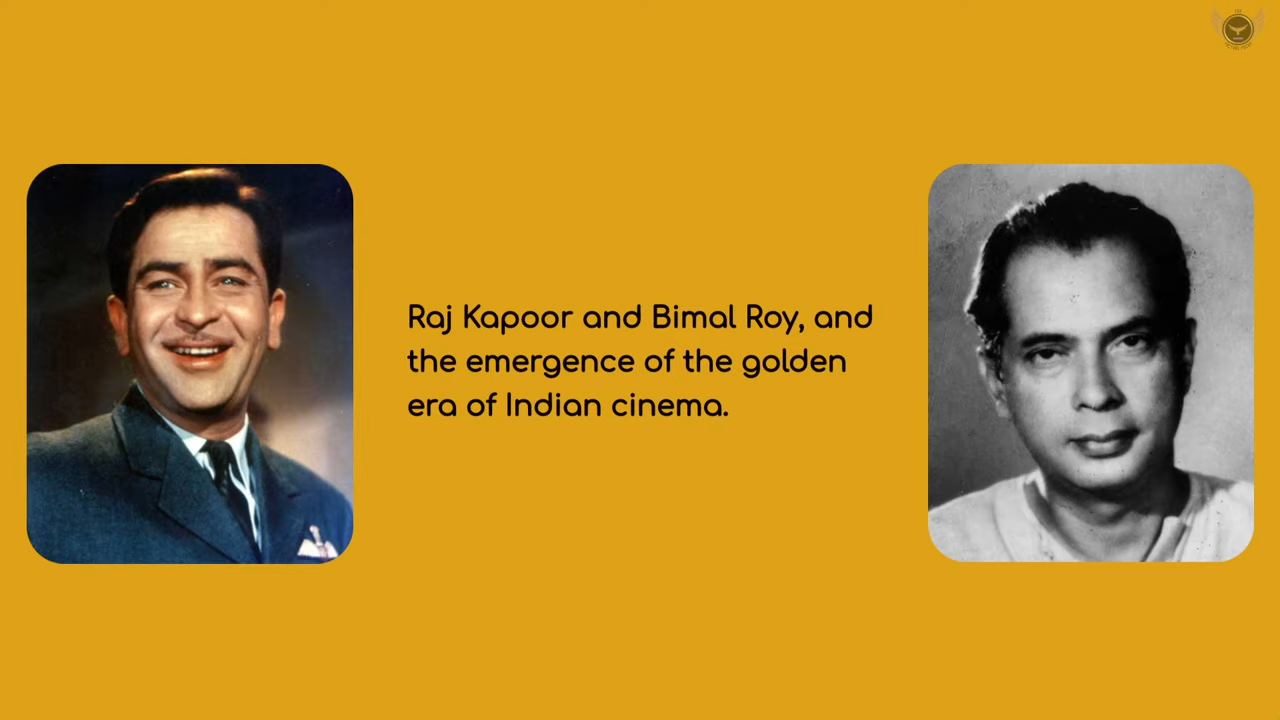 Raj Kapoor and Bimal Roy, and
the emergence of the golden
era of Indian cinema.